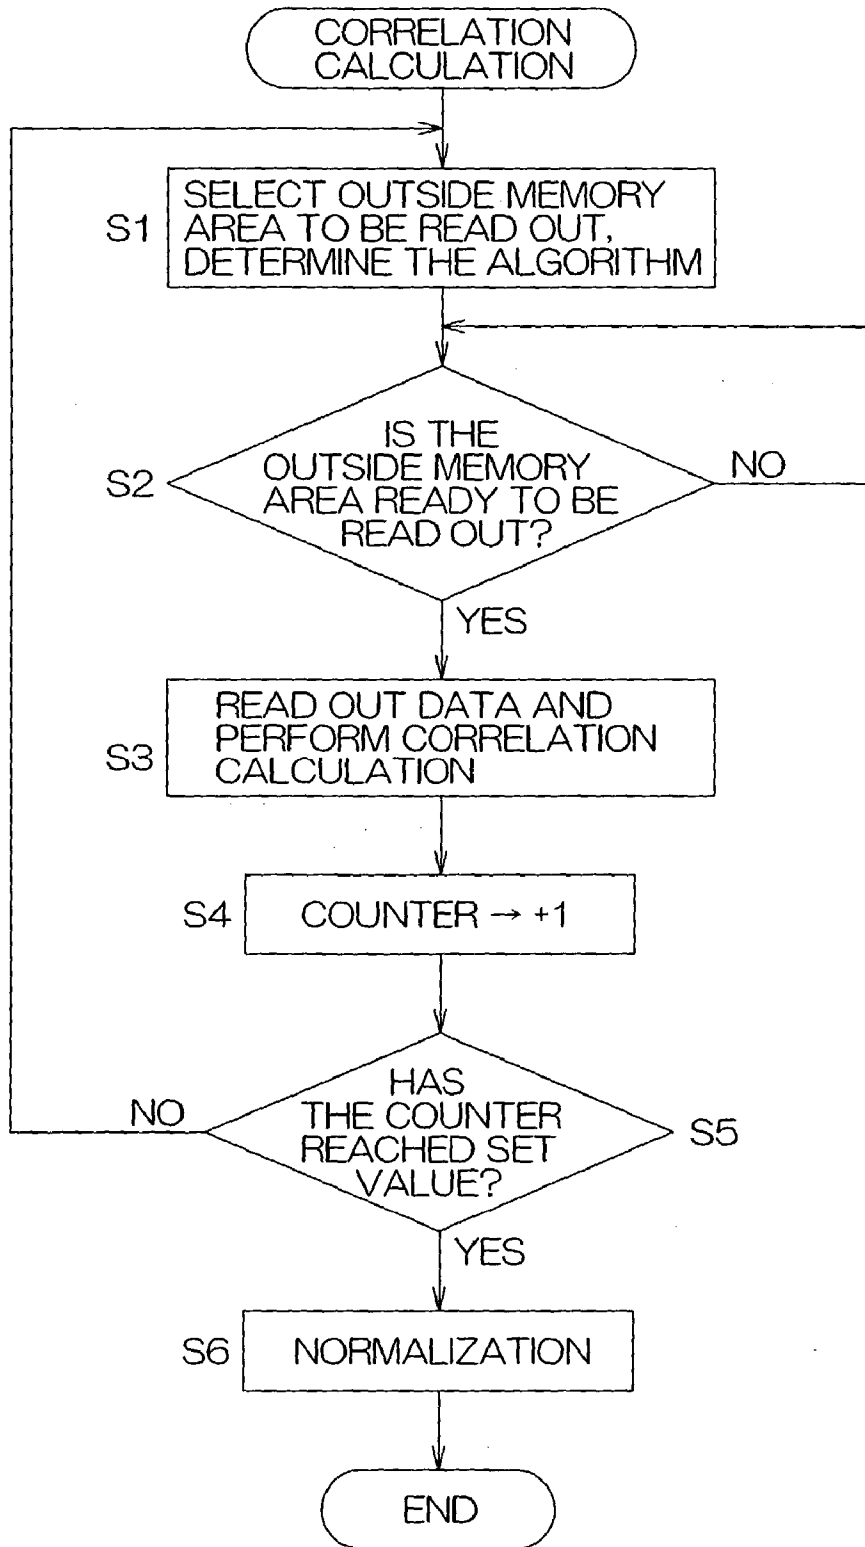 CORRELATION
CALCULATION
S1
SELECT OUTSIDE MEMORY
AREA TO BE READ OUT,
DETERMINE THE ALGORITHM
S2
IS THE
OUTSIDE MEMORY
AREA READY TO BE
READ OUT?
NO
YES
S3
READ OUT DATA AND
PERFORM CORRELATION
CALCULATION
S4
COUNTER → +1
NO
HAS
THE COUNTER
REACHED SET
VALUE?
S5
YES
S6
NORMALIZATION
END